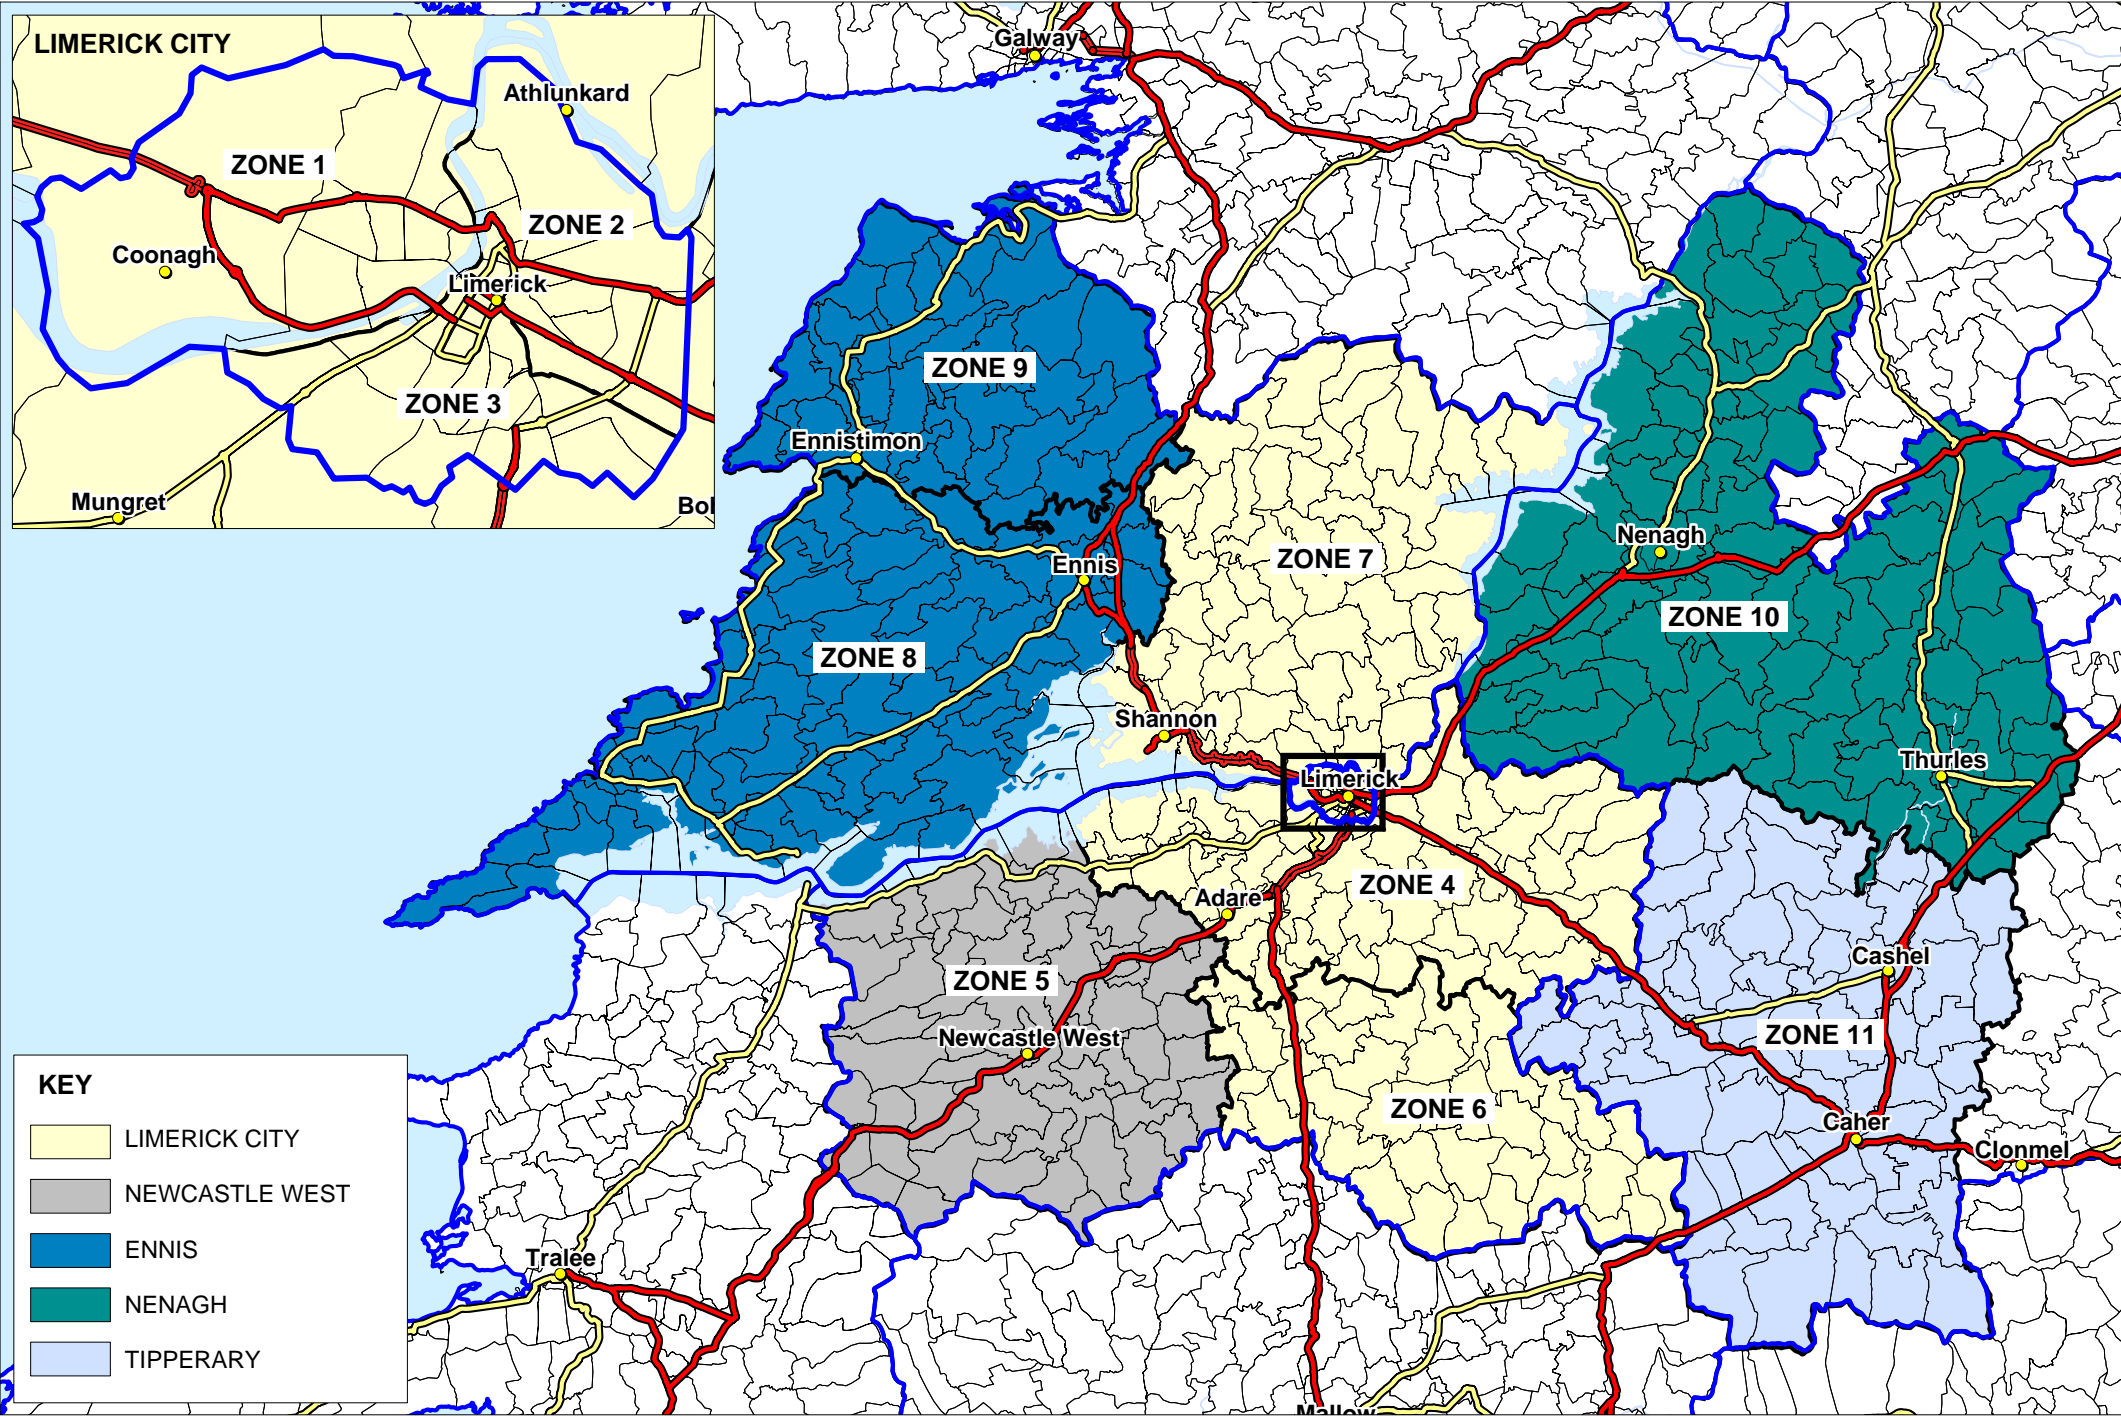 LIMERICK CITY
Athlunkard
ZONE 1
ZONE 2
Coonagh
Limerick
ZONE 3
Mungret
Bol
Galway
ZONE 9
Ennistimon
ZONE 7
Nenagh
Ennis
ZONE 10
ZONE 8
Shannon
Thurles
Limerick
ZONE 4
Adare
Cashel
ZONE 5
Newcastle West
ZONE 11
ZONE 6
Caher
Clonmel
Tralee
Mallow
KEY
LIMERICK CITY
NEWCASTLE WEST
ENNIS
NENAGH
TIPPERARY